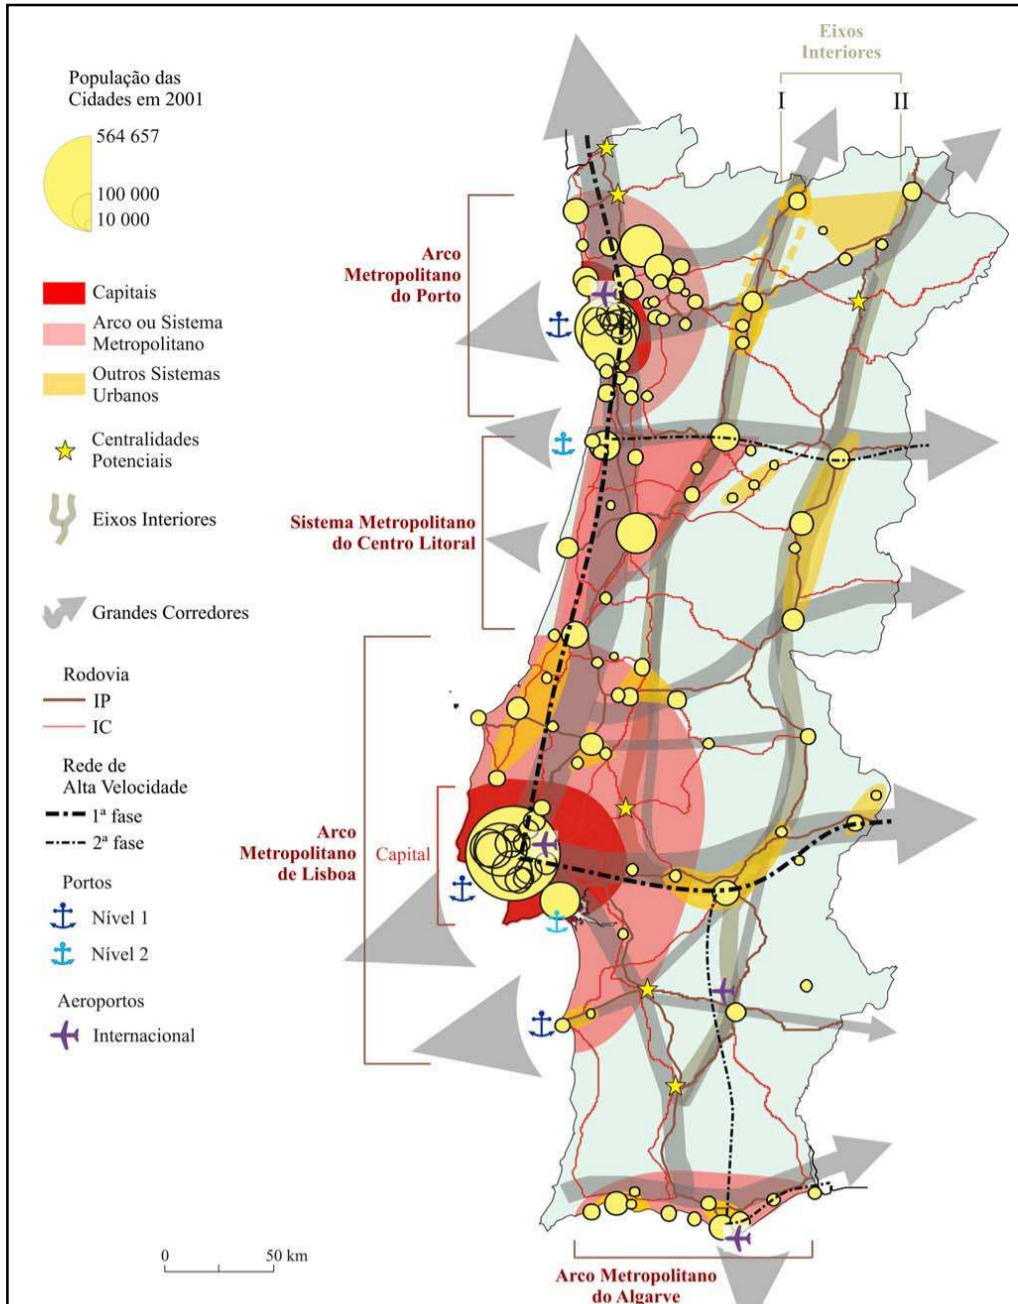 Eixos
Interiores
I
II
População das
Cidades em 2001
564 657
100 000
10 000
Capitais
Arco ou Sistema
Metropolitano
Outros Sistemas
Urbanos
Centralidades
Potenciais
Eixos Interiores
Grandes Corredores
Rodovia
IP
IC
Rede de
Alta Velocidade
1ª fase
2ª fase
Portos
Nível 1
Nível 2
Aeroportos
Internacional
Arco
Metropolitano
do Porto
Sistema Metropolitano
do Centro Litoral
Arco
Metropolitano
de Lisboa
Capital
0
50 km
Arco Metropolitano
do Algarve